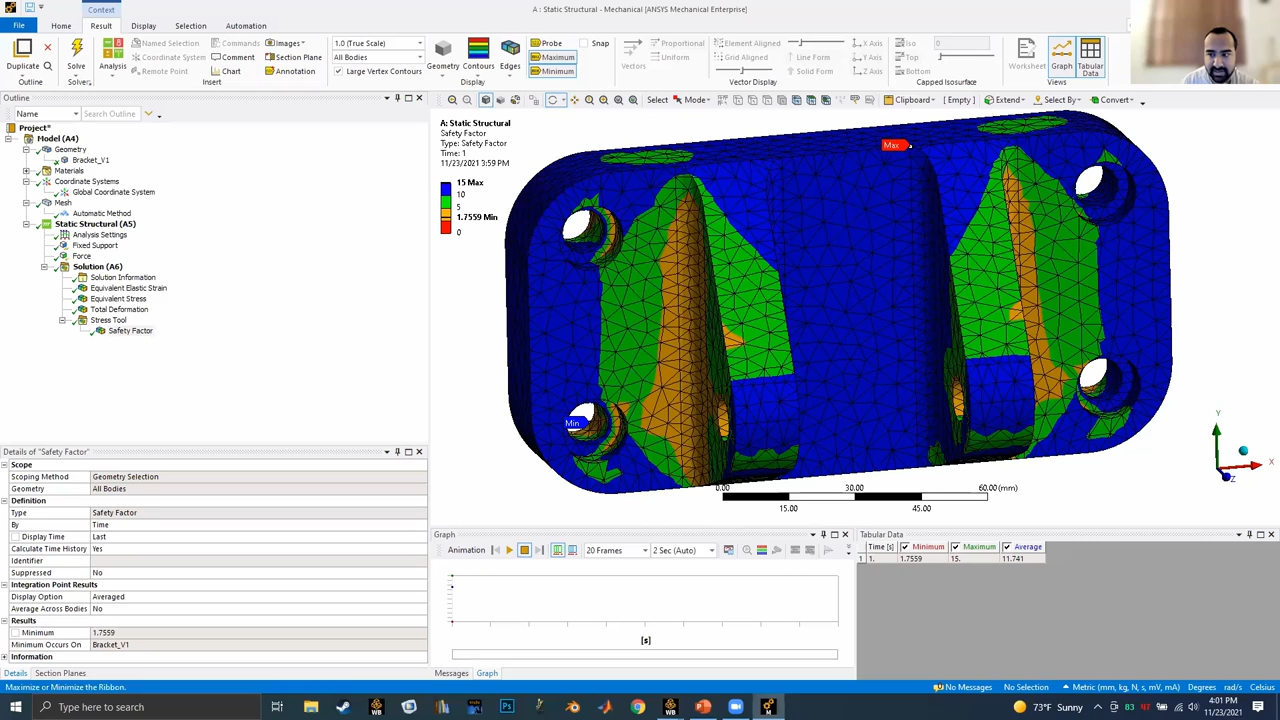 Context
A : Static Structural - Mechanical [ANSYS Mechanical Enterprise]
File
Home
Result
Display
Selection
Automation
Duplicate
Outline
Solve
Solver
Analysis
Named Selection
Coordinate System
Remote Point
Commands
Comment
Chart
Insert
Images
Annotation
1.0 (True Scale)
All Bodies
Large Vertex Contours
Geometry
Contours
Edges
Display
Probe
Maximum
Minimum
Snap
Vectors
Proportional
Uniform
Element Aligned
Grid Aligned
Line Form
Solid Form
Vector Display
X Axis
Y Axis
Z Axis
Iso
Top
Bottom
0
Capped Isosurface
Worksheet
Graph
Tabular
Data
Views
Outline
Name
Search Outline
Select
Mode
Clipboard
[ Empty ]
Extend
Select By
Convert
Project*
Model (A4)
Geometry
Bracket_V1
Materials
Coordinate Systems
Global Coordinate System
Mesh
Automatic Method
Static Structural (A5)
Analysis Settings
Fixed Support
Force
Solution (A6)
Solution Information
Equivalent Elastic Strain
Equivalent Stress
Total Deformation
Stress Tool
Safety Factor
A: Static Structural
Safety Factor
Type: Safety Factor
Time: 1
11/23/2021 3:59 PM
15 Max
10
5
1.7559 Min
0
Max
Min
0.00
30.00
60.00 (mm)
15.00
45.00
Y
X
Z
Details of "Safety Factor"
Scope
Scoping Method Geometry Selection
Geometry All Bodies
Definition
Type Safety Factor
By Time
Display Time Last
Calculate Time History Yes
Identifier
Suppressed No
Integration Point Results
Display Option Averaged
Average Across Bodies No
Results
Minimum 1.7559
Minimum Occurs On Bracket_V1
Information
Details
Section Planes
Graph
Animation
20 Frames
2 Sec (Auto)
[s]
Messages
Graph
Tabular Data
Time [s] Minimum Maximum Average
1 1. 1.7559 15. 11.741
Maximize or Minimize the Ribbon.
No Messages
No Selection
Metric (mm, kg, N, s, mV, mA)
Degrees
rad/s
Celsius
Type here to search
73°F Sunny
83
47
4:01 PM
11/23/2021